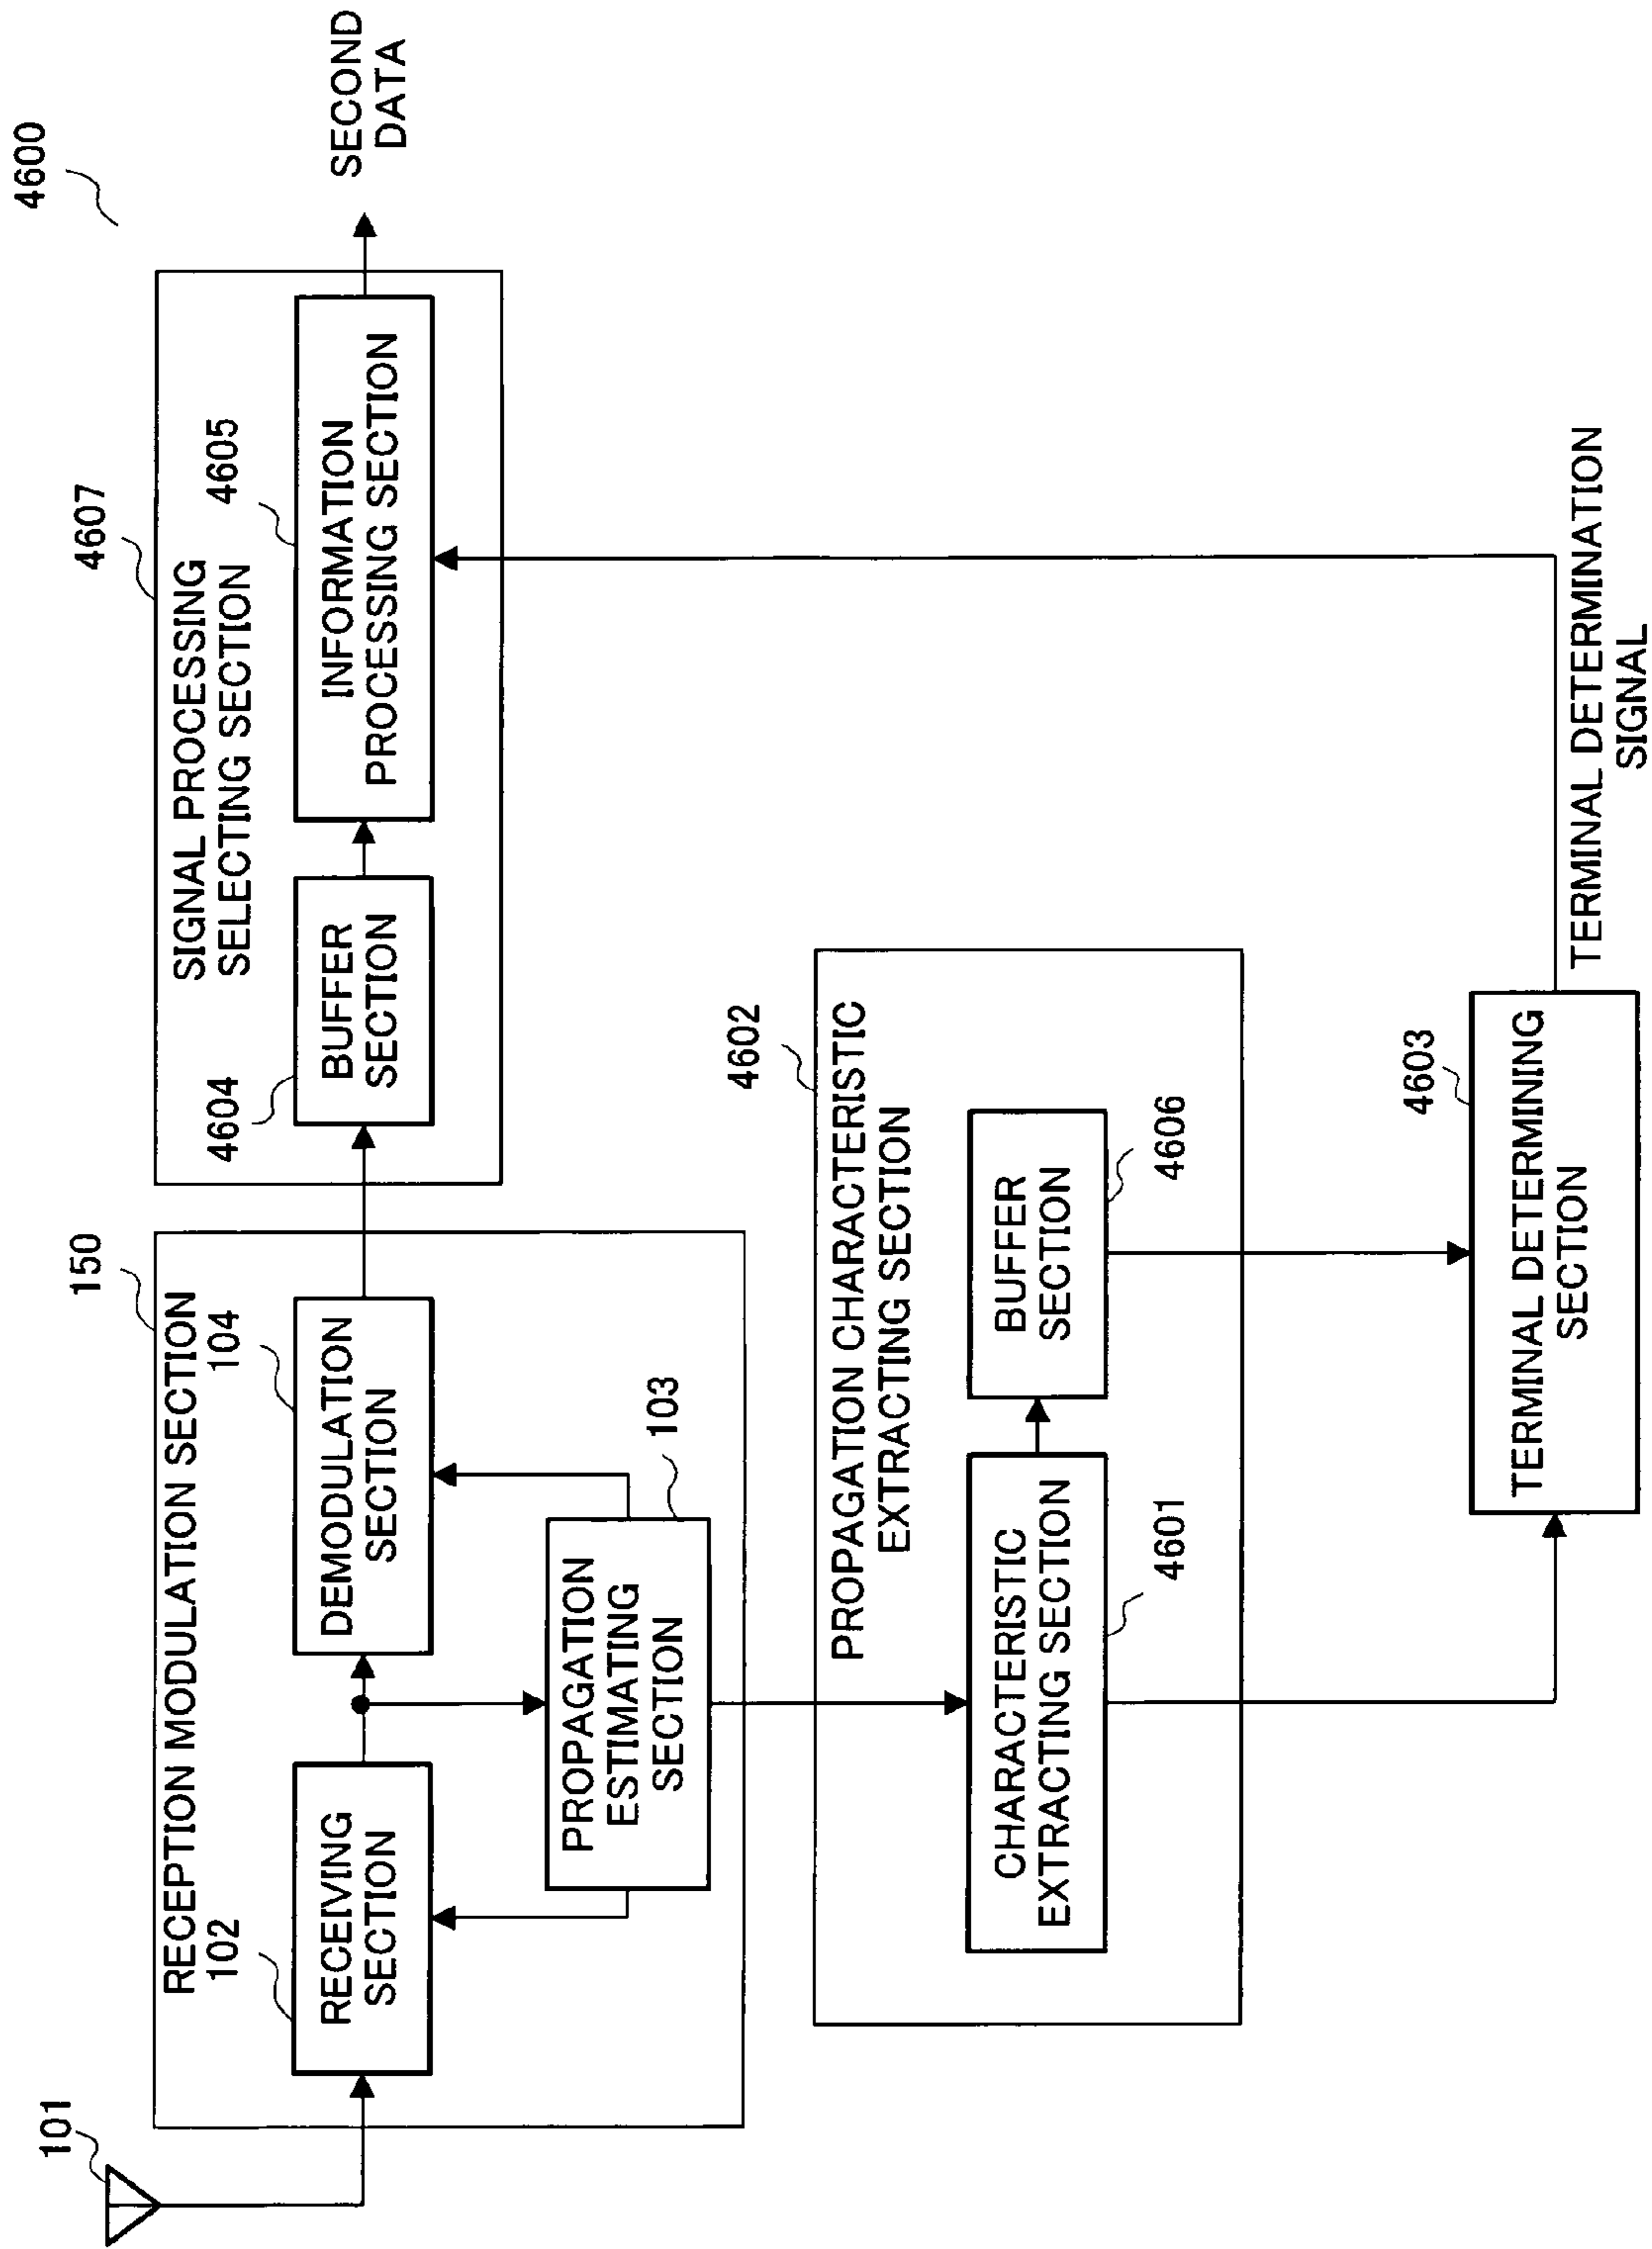 4600
101
150
RECEPTION MODULATION SECTION
102
104
RECEIVING
SECTION
DEMODULATION
SECTION
103
PROPAGATION
ESTIMATING
SECTION
4607
SIGNAL PROCESSING
SELECTING SECTION
4604
4605
BUFFER
SECTION
INFORMATION
PROCESSING SECTION
SECOND
DATA
4602
PROPAGATION CHARACTERISTIC
EXTRACTING SECTION
CHARACTERISTIC
EXTRACTING SECTION
4601
BUFFER
SECTION
4606
4603
TERMINAL DETERMINING
SECTION
TERMINAL DETERMINATION
SIGNAL